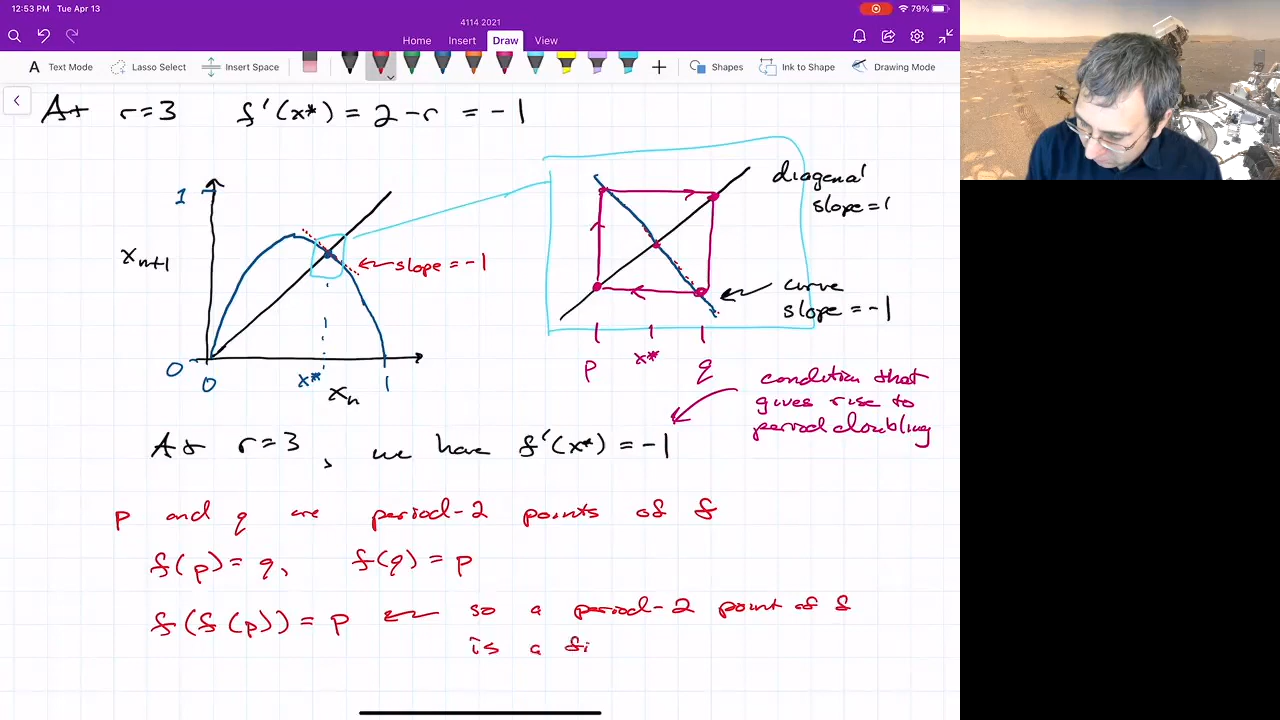 12:53 PM Tue Apr 13
79%
4114 2021
Home Insert Draw View
Text Mode Lasso Select Insert Space Shapes Ink to Shape Drawing Mode
At r=3 f'(x*) = 2-r = -1
1
x_{n+1}
slope = -1
0
0 x* 1
x_n
diagonal
slope = 1
curve
slope = -1
p x* q
condition that
gives rise to
period doubling
At r=3, we have f'(x*) = -1
p and q are period-2 points of f
f(p) = q, f(q) = p
f(f(p)) = p ← so a period-2 point of f
is a fi